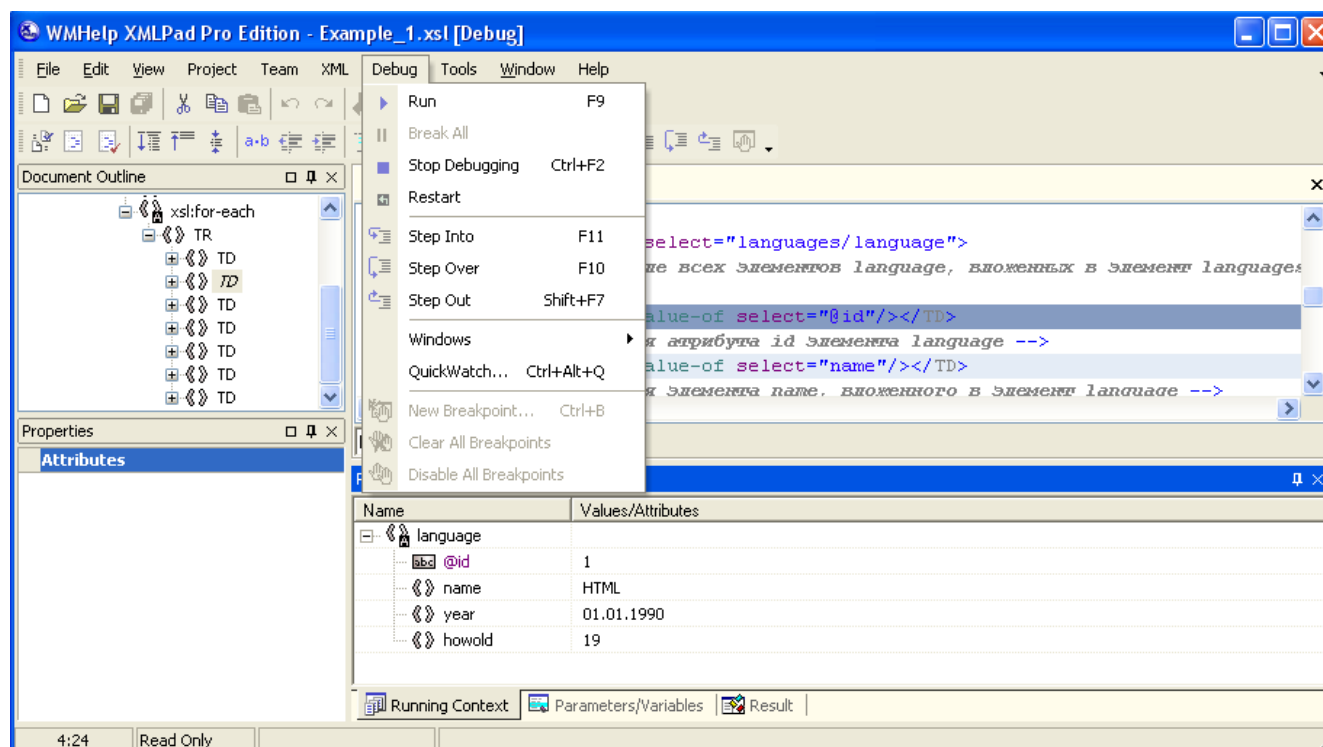 WMHelp XMLPad Pro Edition - Example_1.xsl [Debug]
File Edit View Project Team XML Debug Tools Window Help
a·b
Run F9
Break All
Stop Debugging Ctrl+F2
Restart
Step Into F11
Step Over F10
Step Out Shift+F7
Windows
QuickWatch... Ctrl+Alt+Q
New Breakpoint... Ctrl+B
Clear All Breakpoints
Disable All Breakpoints
Document Outline
xsl:for-each
TR
TD
TD
TD
TD
TD
TD
TD
Properties
Attributes
select="languages/language">
всех элементов language, вложенных в элемент languages
alue-of select="@id"/></TD>
я атрибута id элемента language -->
alue-of select="name"/></TD>
я элемента name, вложенного в элемент language -->
Name Values/Attributes
language
abc @id 1
name HTML
year 01.01.1990
howold 19
Running Context Parameters/Variables Result
4:24 Read Only